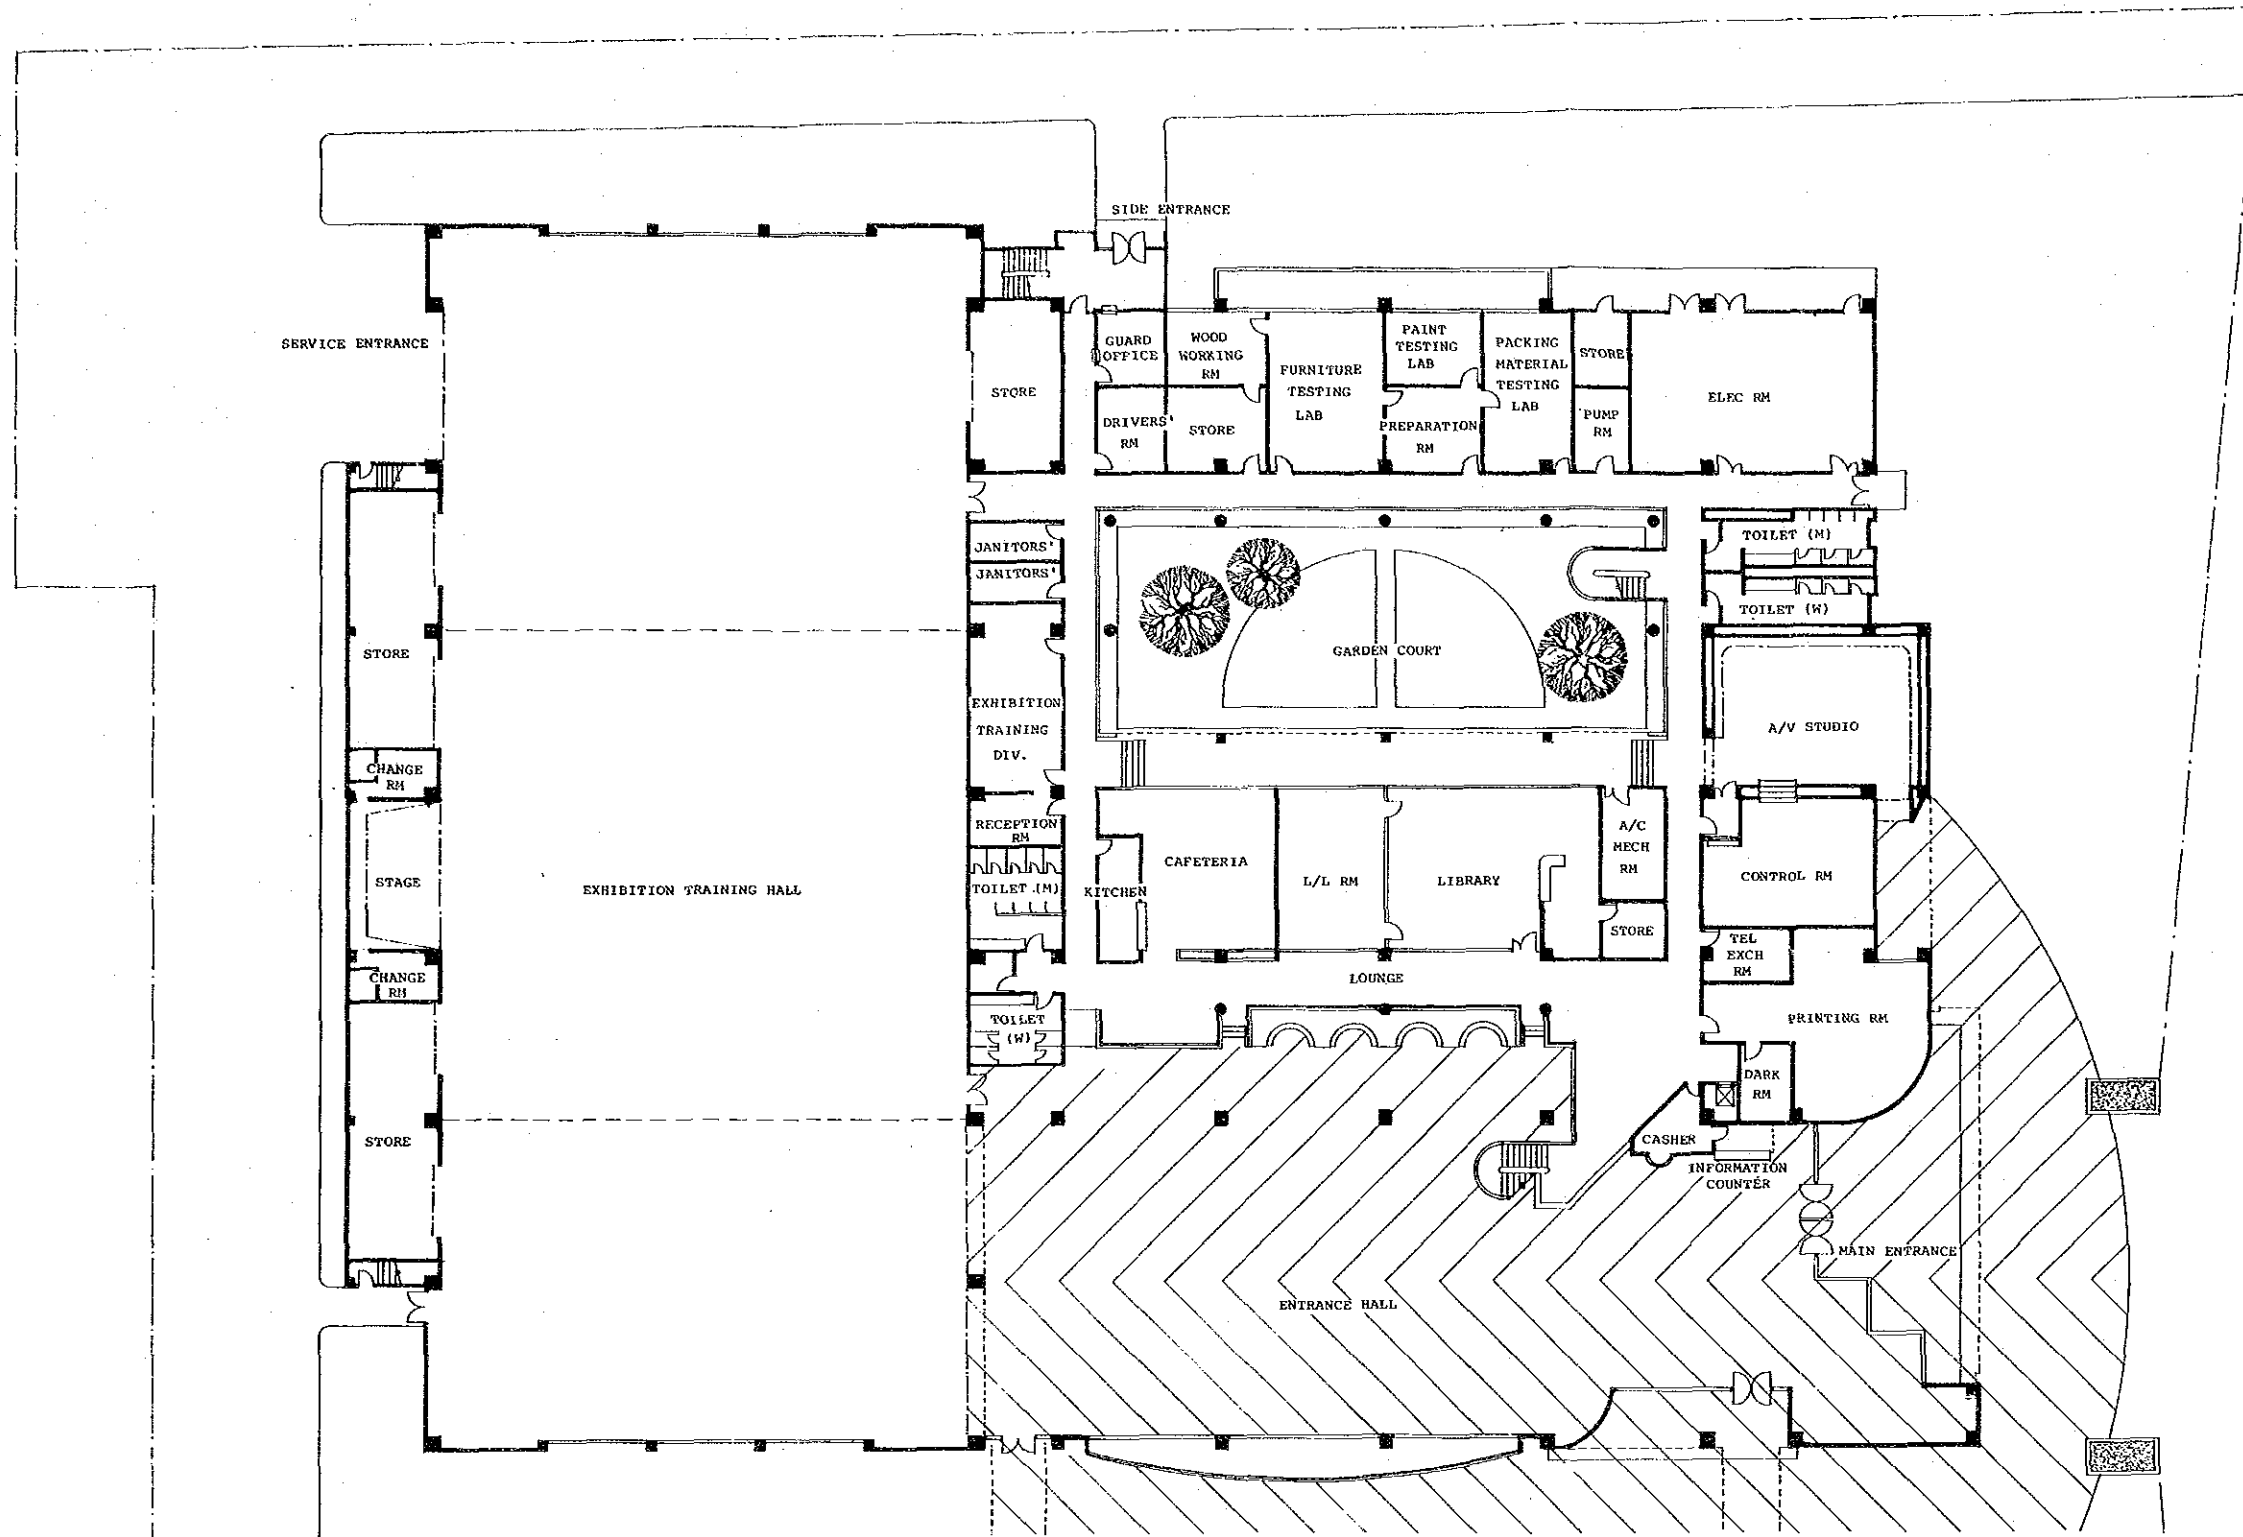 SIDE ENTRANCE
SERVICE ENTRANCE
GUARD
OFFICE
WOOD
WORKING
RM
FURNITURE
TESTING
LAB
PAINT
TESTING
LAB
PACKING
MATERIAL
TESTING
LAB
STORE
STORE
ELEC RM
DRIVERS'
RM
STORE
PREPARATION
RM
PUMP
RM
JANITORS'
JANITORS'
TOILET (M)
TOILET (W)
GARDEN COURT
STORE
EXHIBITION
TRAINING
DIV.
A/V STUDIO
CHANGE
RM
RECEPTION
RM
A/C
MECH
RM
CAFETERIA
L/L RM
LIBRARY
CONTROL RM
STAGE
EXHIBITION TRAINING HALL
TOILET (M)
KITCHEN
STORE
TEL
EXCH
RM
CHANGE
RM
LOUNGE
TOILET
(W)
PRINTING RM
DARK
RM
STORE
CASHER
INFORMATION
COUNTER
MAIN ENTRANCE
ENTRANCE HALL